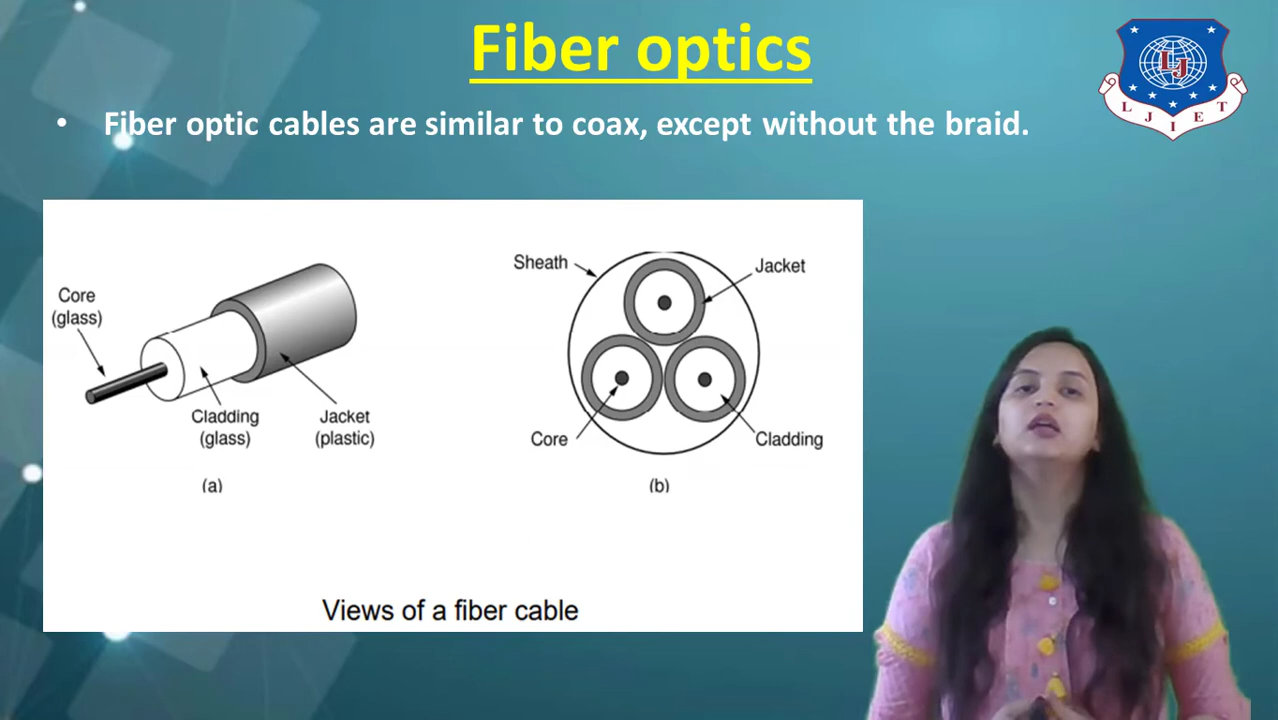 Fiber optics
• Fiber optic cables are similar to coax, except without the braid.
L J
L J I E T
Core
(glass)
Cladding
(glass)
Jacket
(plastic)
(a)
Sheath
Jacket
Core
Cladding
(b)
Views of a fiber cable